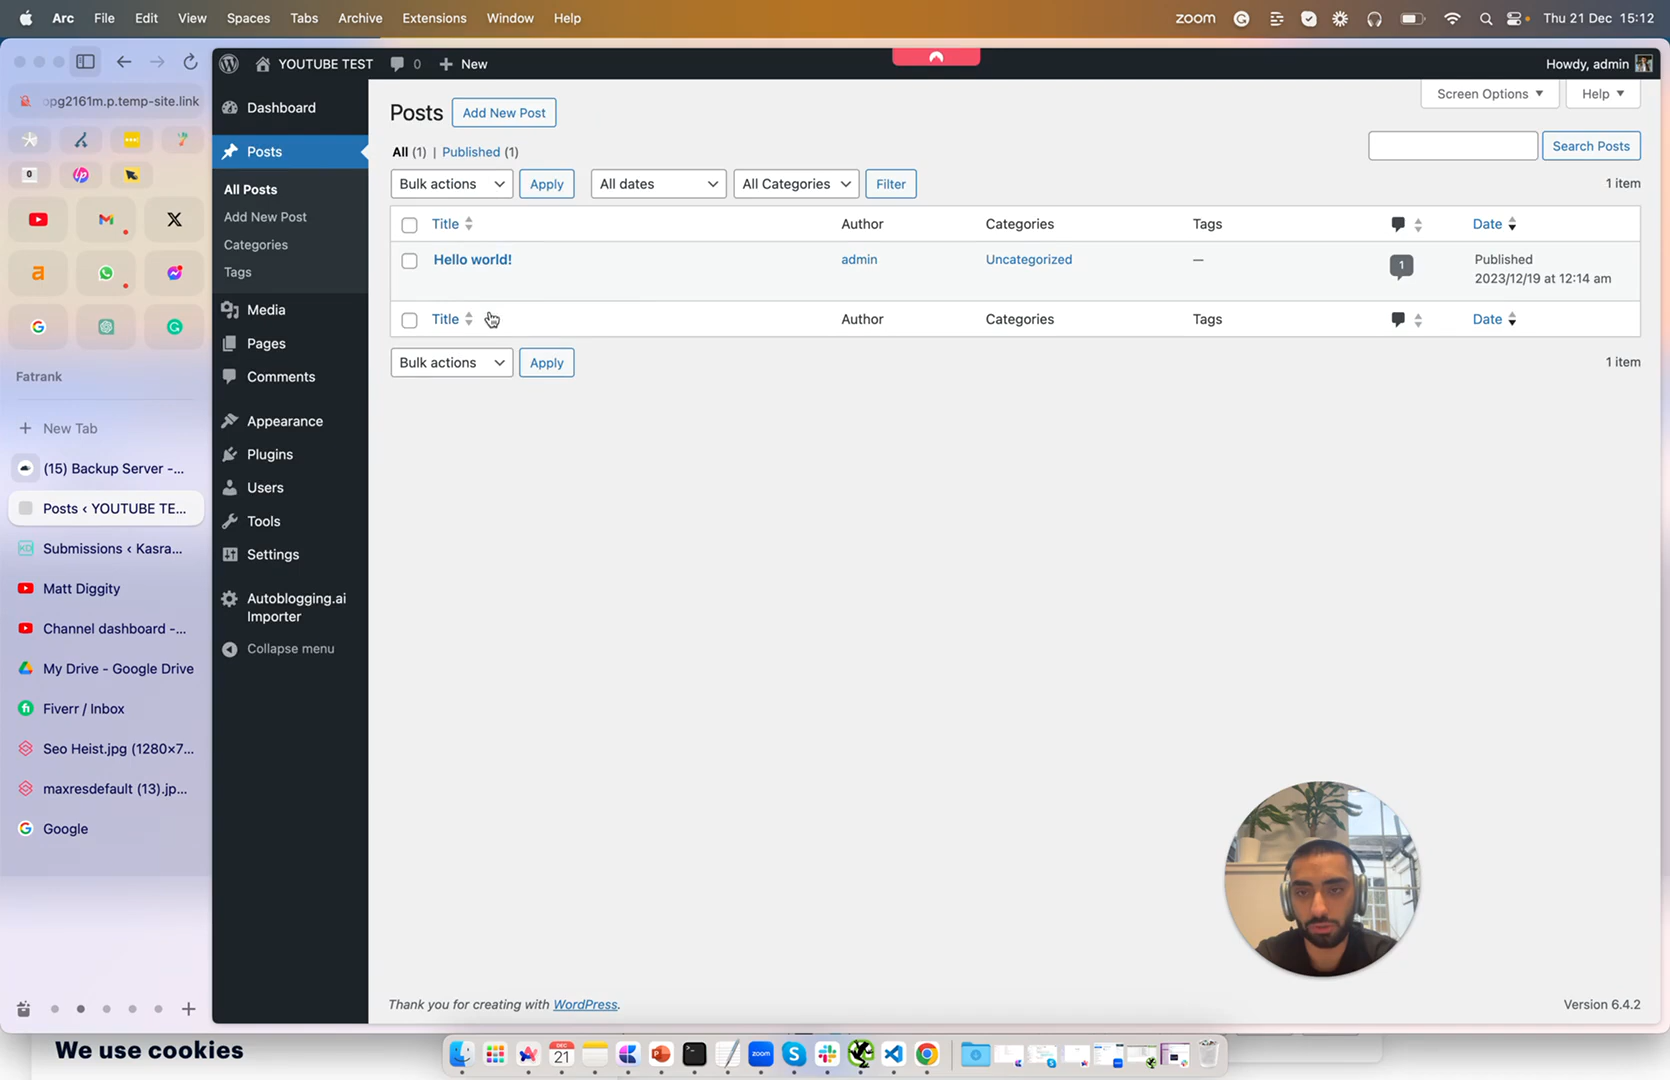 Arc File Edit View Spaces Tabs Archive Extensions Window Help zoom Thu 21 Dec 15:12
opg2161m.p.temp-site.link
YOUTUBE TEST 0 New Howdy, admin
Dashboard
Posts
All Posts
Add New Post
Categories
Tags
Media
Pages
Comments
Appearance
Plugins
Users
Tools
Settings
Autoblogging.ai
Importer
Collapse menu
Fatrank
New Tab
(15) Backup Server -...
Posts ‹ YOUTUBE TE...
Submissions ‹ Kasra...
Matt Diggity
Channel dashboard -...
My Drive - Google Drive
Fiverr / Inbox
Seo Heist.jpg (1280×7...
maxresdefault (13).jp...
Google
Screen Options Help
Posts Add New Post
All (1) | Published (1)
Search Posts
Bulk actions Apply All dates All Categories Filter 1 item
Title Author Categories Tags Date
Hello world! admin Uncategorized — 1 Published
2023/12/19 at 12:14 am
Title Author Categories Tags Date
Bulk actions Apply 1 item
Thank you for creating with WordPress. Version 6.4.2
We use cookies
DEC
21
zoom